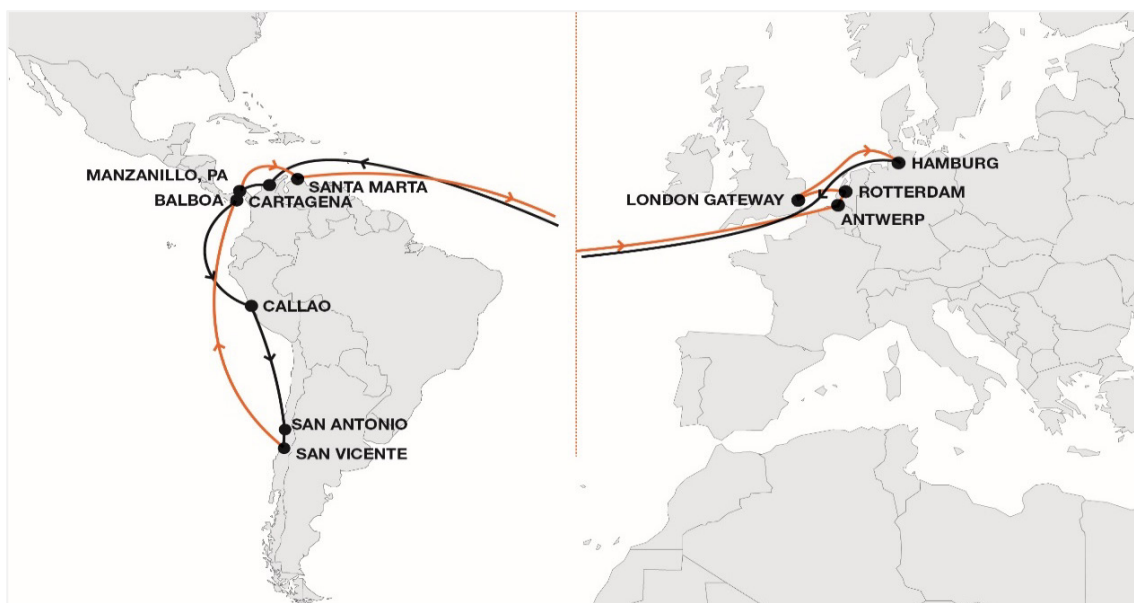 MANZANILLO, PA
BALBOA
CARTAGENA
SANTA MARTA
CALLAO
SAN ANTONIO
SAN VICENTE
HAMBURG
LONDON GATEWAY
ROTTERDAM
ANTWERP